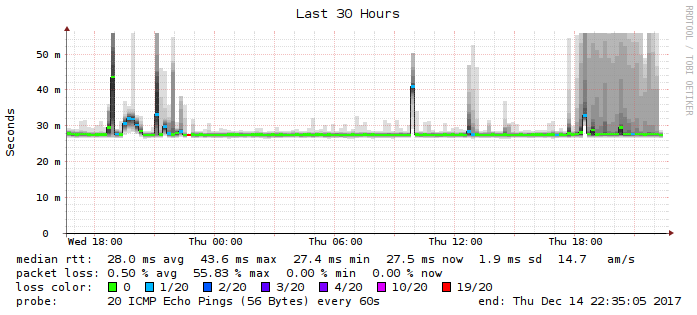 Last 30 Hours
RRDTOOL / TOBI OETIKER
Seconds
50 m
40 m
30 m
20 m
10 m
0
Wed 18:00 Thu 00:00 Thu 06:00 Thu 12:00 Thu 18:00
median rtt: 28.0 ms avg 43.6 ms max 27.4 ms min 27.5 ms now 1.9 ms sd 14.7 am/s
packet loss: 0.50 % avg 55.83 % max 0.00 % min 0.00 % now
loss color: 0 1/20 2/20 3/20 4/20 10/20 19/20
probe: 20 ICMP Echo Pings (56 Bytes) every 60s end: Thu Dec 14 22:35:05 2017